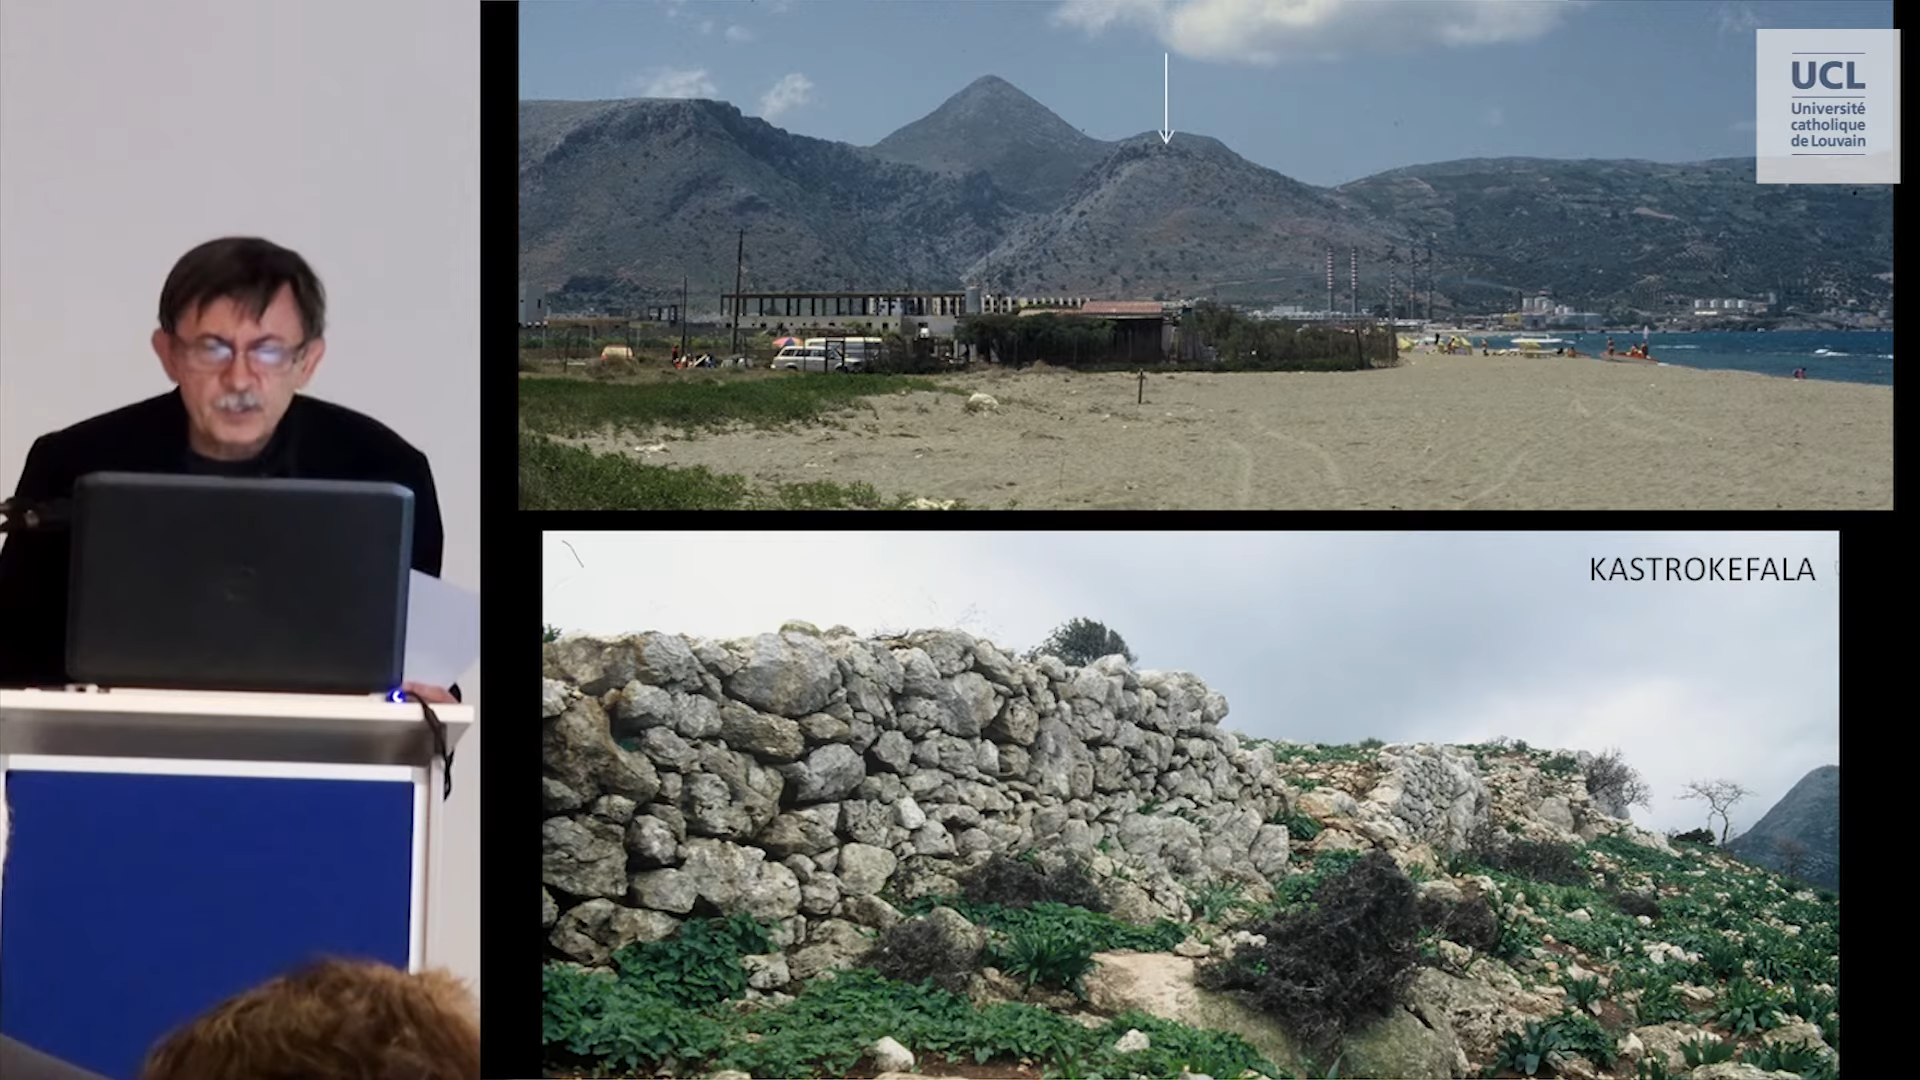 UCL
Université
catholique
de Louvain
KASTROKEFALA